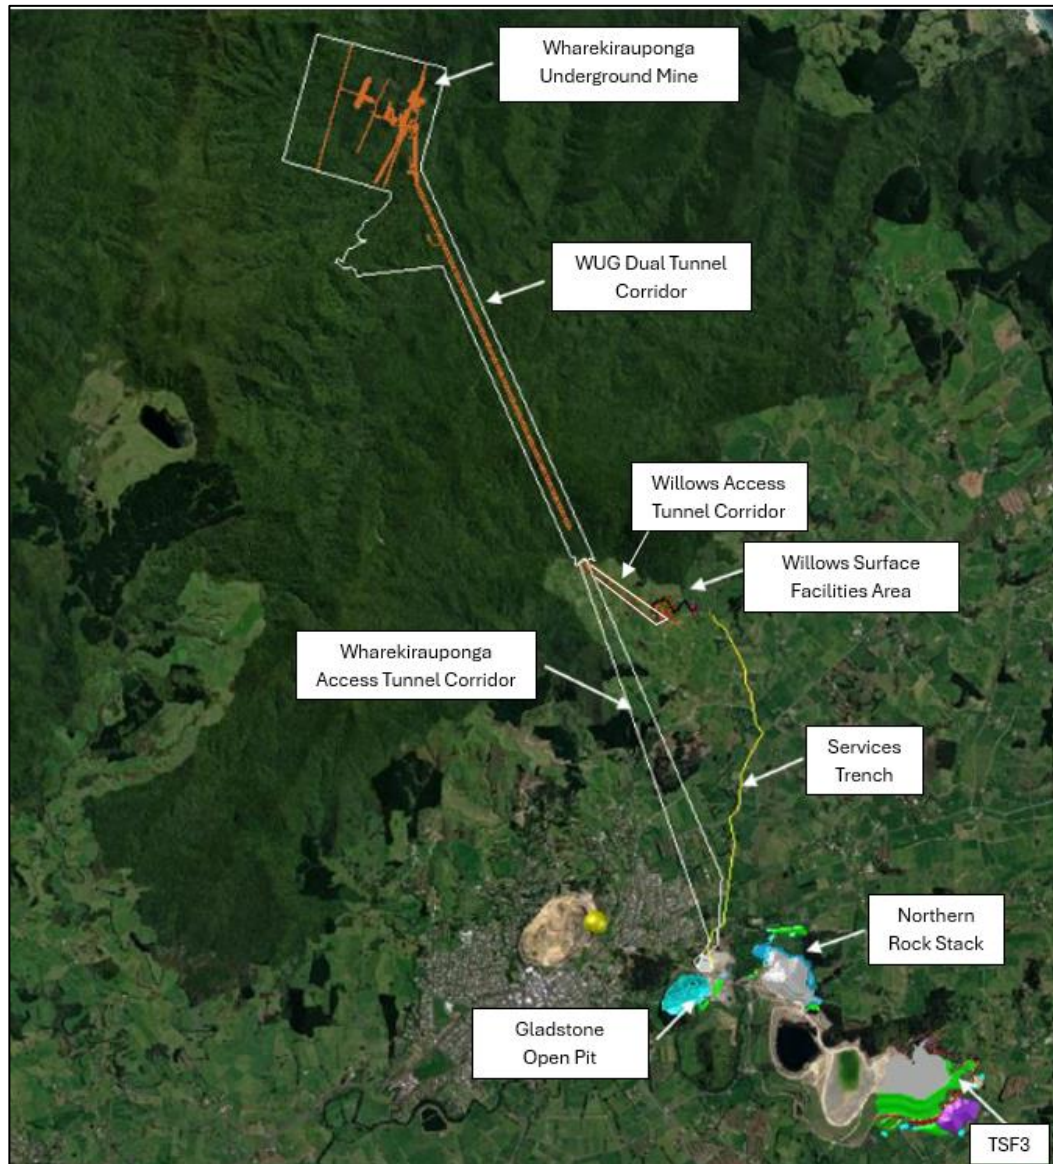 Wharekirauponga
Underground Mine
WUG Dual Tunnel
Corridor
Willows Access
Tunnel Corridor
Willows Surface
Facilities Area
Wharekirauponga
Access Tunnel Corridor
Services
Trench
Northern
Rock Stack
Gladstone
Open Pit
TSF3